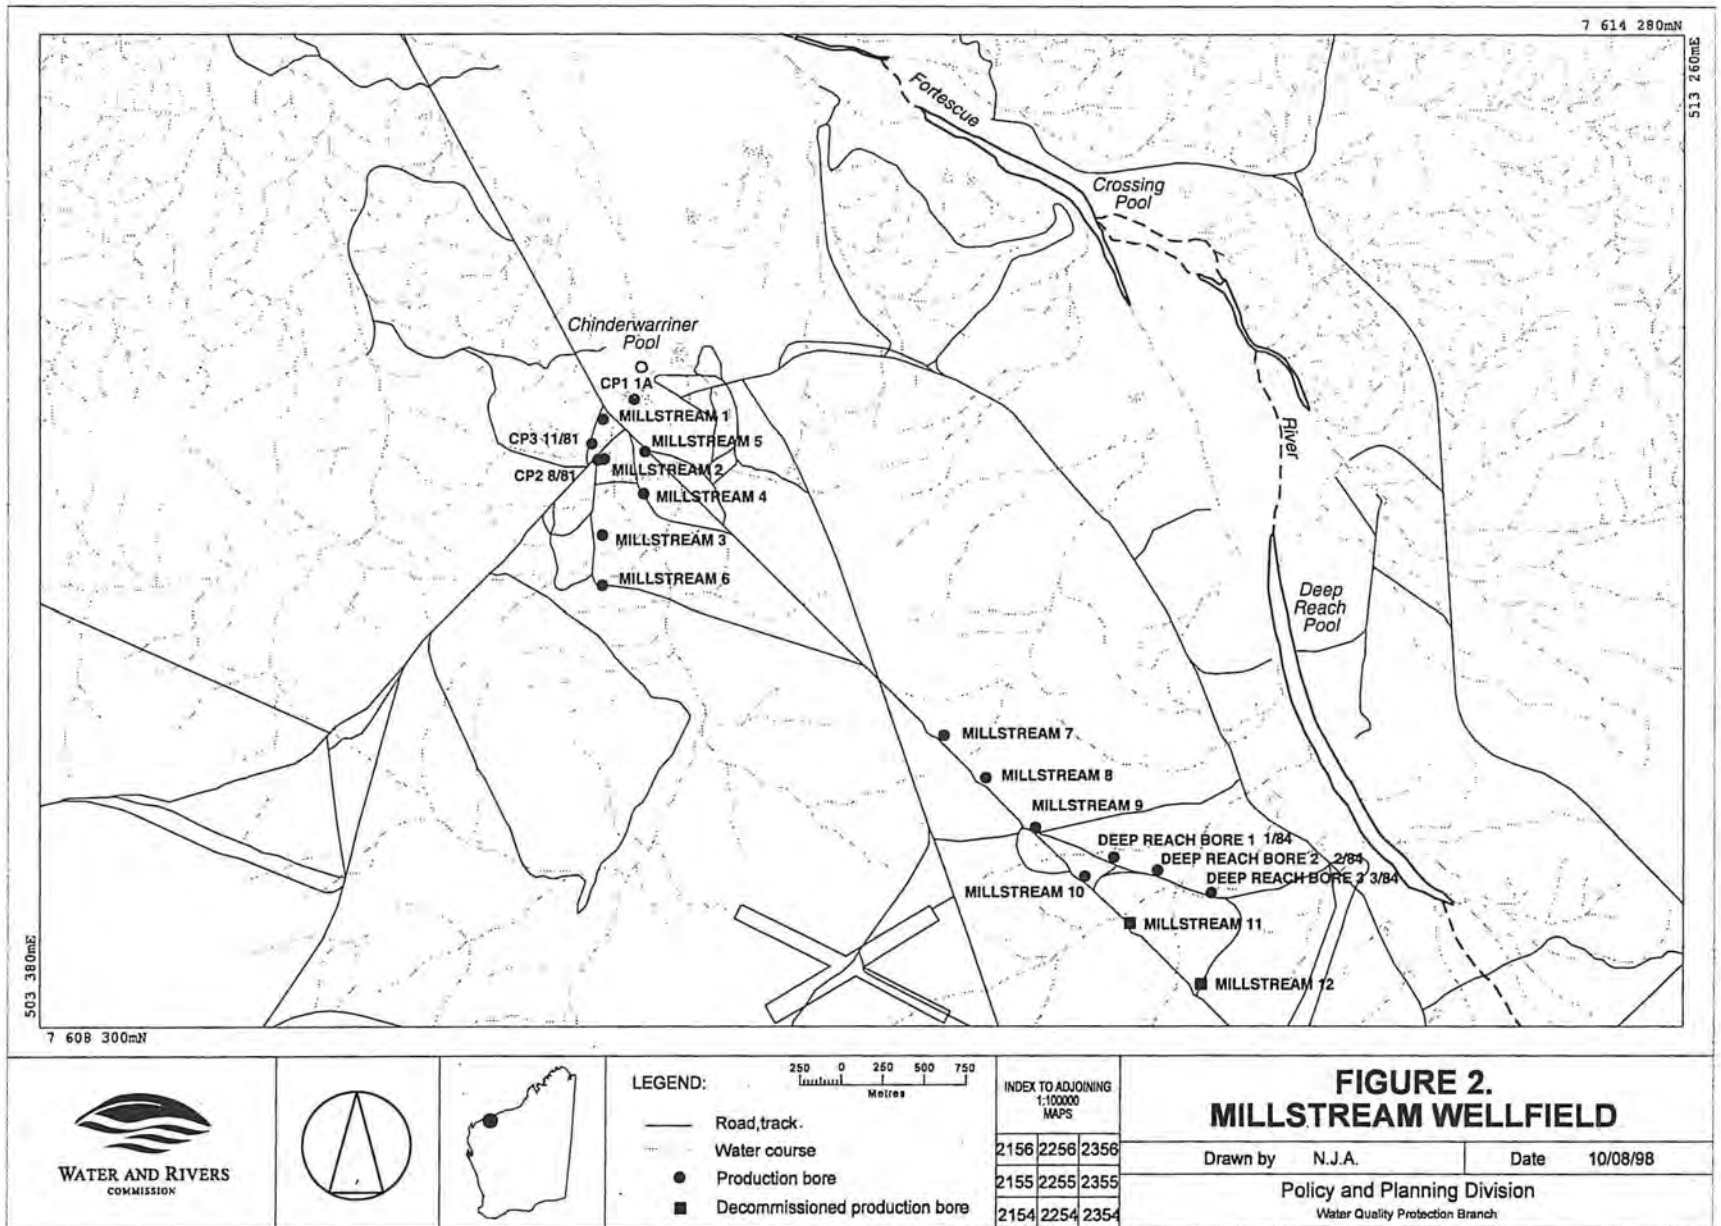 7 614 280mN
513 260mE
Fortescue
Crossing
Pool
Chinderwarriner
Pool
CP1 1A
MILLSTREAM 1
CP3 11/81
MILLSTREAM 5
MILLSTREAM 2
CP2 8/81
MILLSTREAM 4
MILLSTREAM 3
MILLSTREAM 6
River
Deep
Reach
Pool
MILLSTREAM 7
MILLSTREAM 8
MILLSTREAM 9
DEEP REACH BORE 1 1/84
DEEP REACH BORE 2 2/84
DEEP REACH BORE 3 3/84
MILLSTREAM 10
MILLSTREAM 11
MILLSTREAM 12
503 380mE
7 608 300mN
WATER AND RIVERS
COMMISSION
LEGEND:
250 0 250 500 750
Metres
Road,track.
Water course
Production bore
Decommissioned production bore
INDEX TO ADJOINING
1:100000
MAPS
2156 2256 2356
2155 2255 2355
2154 2254 2354
FIGURE 2.
MILLSTREAM WELLFIELD
Drawn by N.J.A. Date 10/08/98
Policy and Planning Division
Water Quality Protection Branch